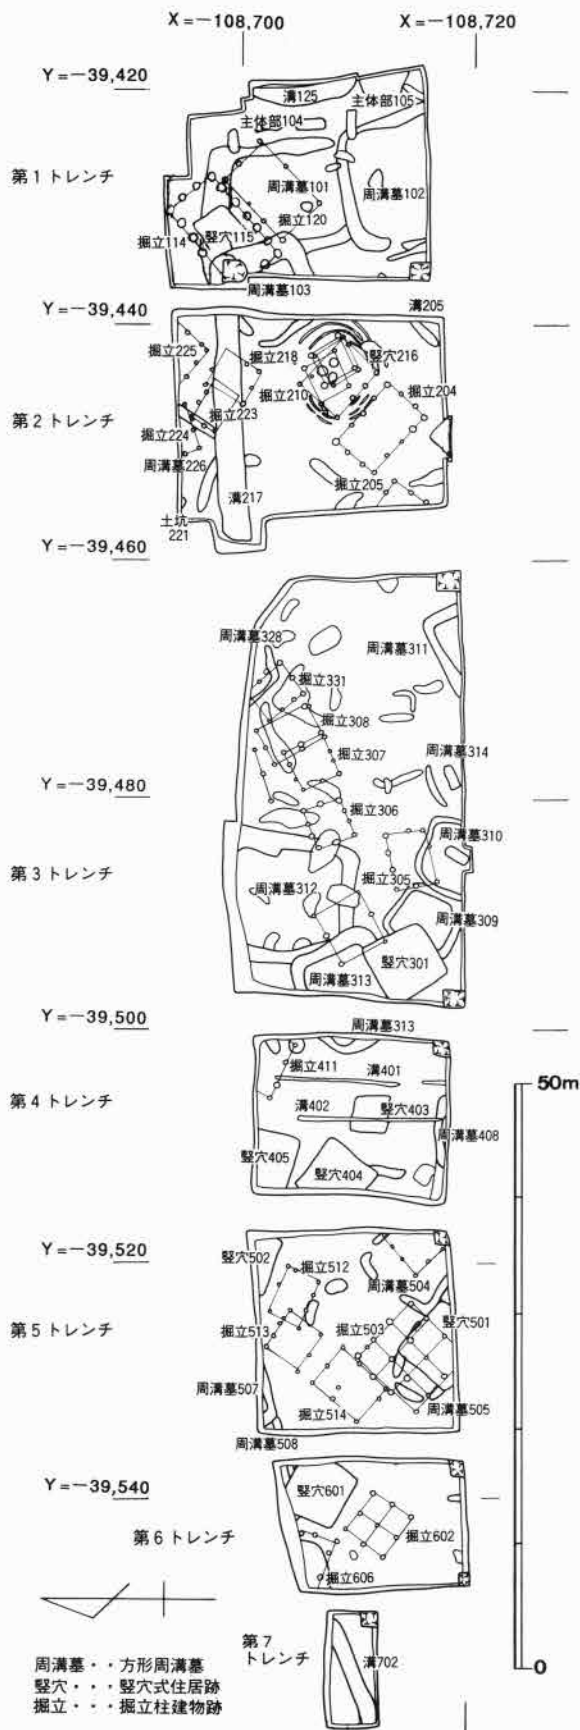 X=-108,700
X=-108,720
Y=-39,420
溝125
主体部105
主体部104
第1トレンチ
周溝墓101
周溝墓102
掘立120
掘立114
竪穴115
周溝墓103
Y=-39,440
溝205
掘立225
掘立218
竪穴216
掘立210
掘立204
掘立223
第2トレンチ
掘立224
周溝墓226
掘立205
溝217
土坑
221
Y=-39,460
周溝墓328
周溝墓311
掘立331
掘立308
掘立307
周溝墓314
Y=-39,480
掘立306
周溝墓310
第3トレンチ
掘立305
周溝墓312
周溝墓309
竪穴301
周溝墓313
Y=-39,500
周溝墓313
掘立411
溝401
50m
第4トレンチ
溝402
竪穴403
周溝墓408
竪穴405
竪穴404
Y=-39,520
竪穴502
掘立512
周溝墓504
竪穴501
第5トレンチ
掘立513
掘立503
周溝墓507
掘立514
周溝墓505
周溝墓508
Y=-39,540
竪穴601
第6トレンチ
掘立602
掘立606
第7
トレンチ
溝702
周溝墓・・方形周溝墓
竪穴・・・竪穴式住居跡
掘立・・・掘立柱建物跡
0